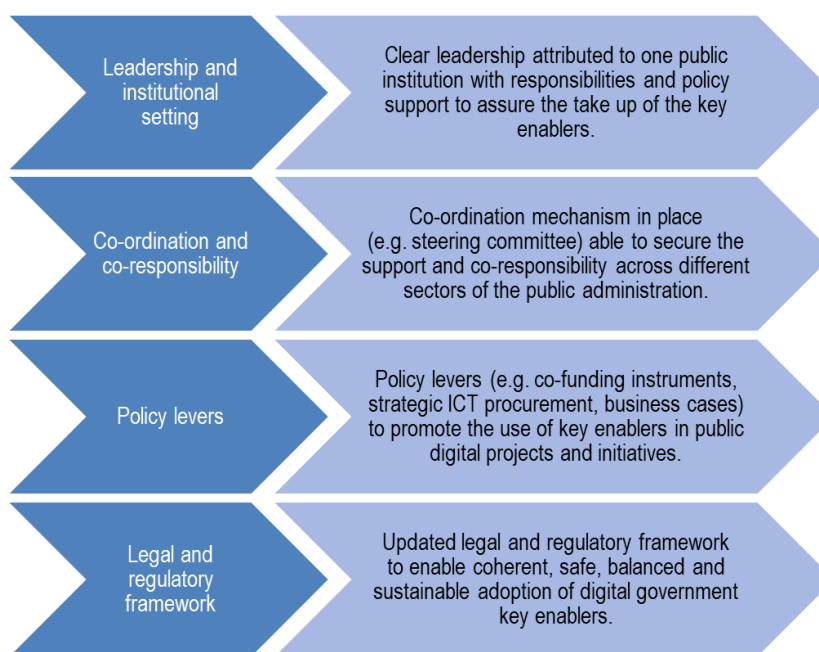 Leadership and
institutional
setting
Clear leadership attributed to one public
institution with responsibilities and policy
support to assure the take up of the key
enablers.
Co-ordination and
co-responsibility
Co-ordination mechanism in place
(e.g. steering committee) able to secure the
support and co-responsibility across different
sectors of the public administration.
Policy levers
Policy levers (e.g. co-funding instruments,
strategic ICT procurement, business cases)
to promote the use of key enablers in public
digital projects and initiatives.
Legal and
regulatory
framework
Updated legal and regulatory framework
to enable coherent, safe, balanced and
sustainable adoption of digital government
key enablers.